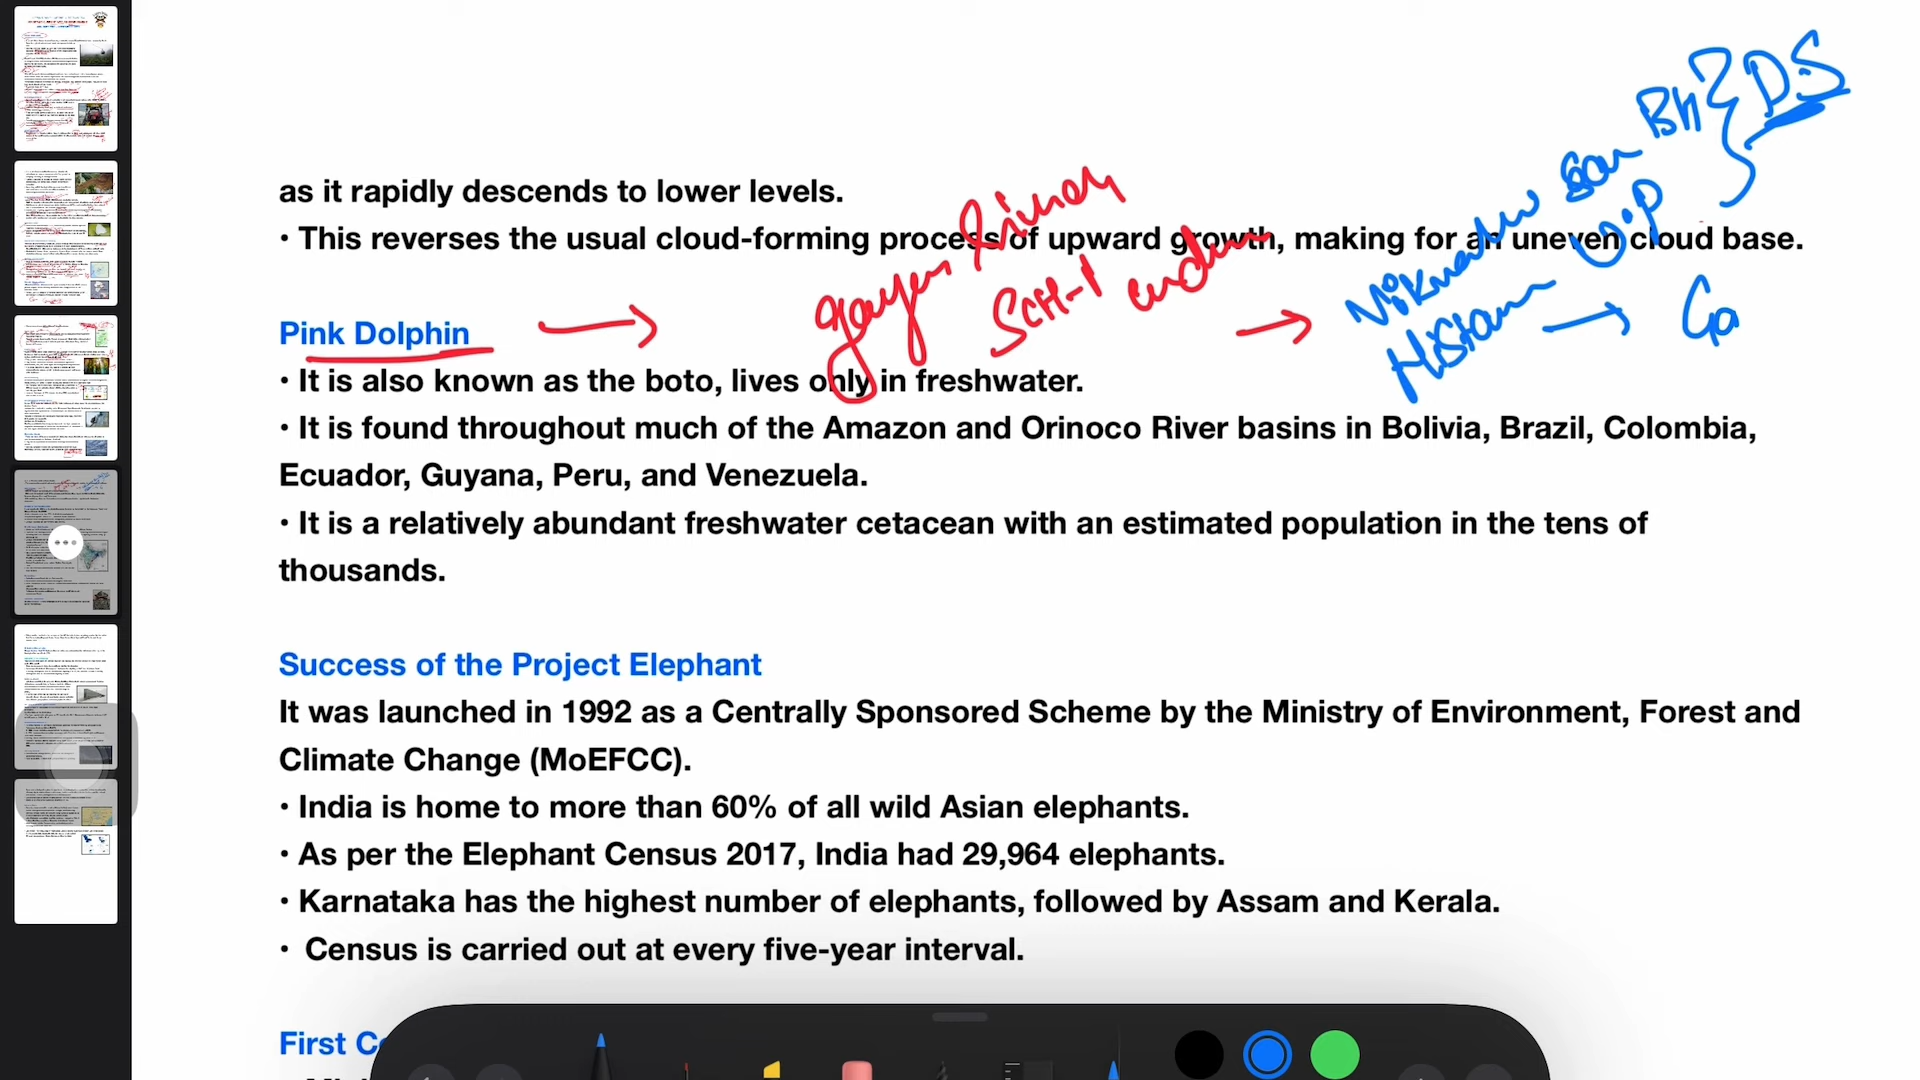 Bh } DS
as it rapidly descends to lower levels.
• This reverses the usual cloud-forming process of upward growth, making for an uneven cloud base.
River
SCH-1
U.P
Ga
Pink Dolphin
• It is also known as the boto, lives only in freshwater.
• It is found throughout much of the Amazon and Orinoco River basins in Bolivia, Brazil, Colombia,
Ecuador, Guyana, Peru, and Venezuela.
• It is a relatively abundant freshwater cetacean with an estimated population in the tens of
thousands.
Success of the Project Elephant
It was launched in 1992 as a Centrally Sponsored Scheme by the Ministry of Environment, Forest and
Climate Change (MoEFCC).
• India is home to more than 60% of all wild Asian elephants.
• As per the Elephant Census 2017, India had 29,964 elephants.
• Karnataka has the highest number of elephants, followed by Assam and Kerala.
• Census is carried out at every five-year interval.
First